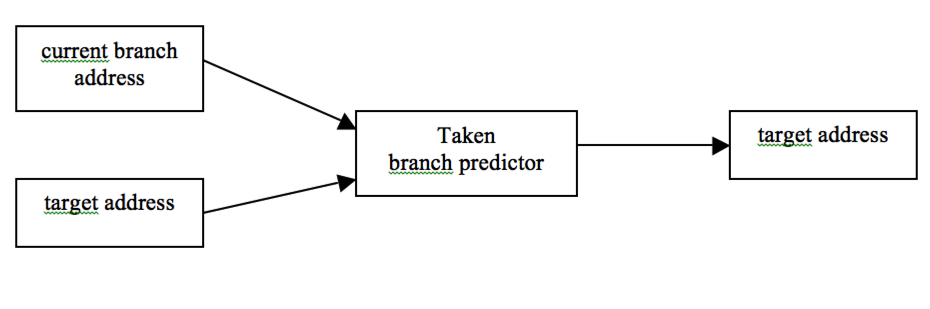 current branch
address
target address
Taken
branch predictor
target address